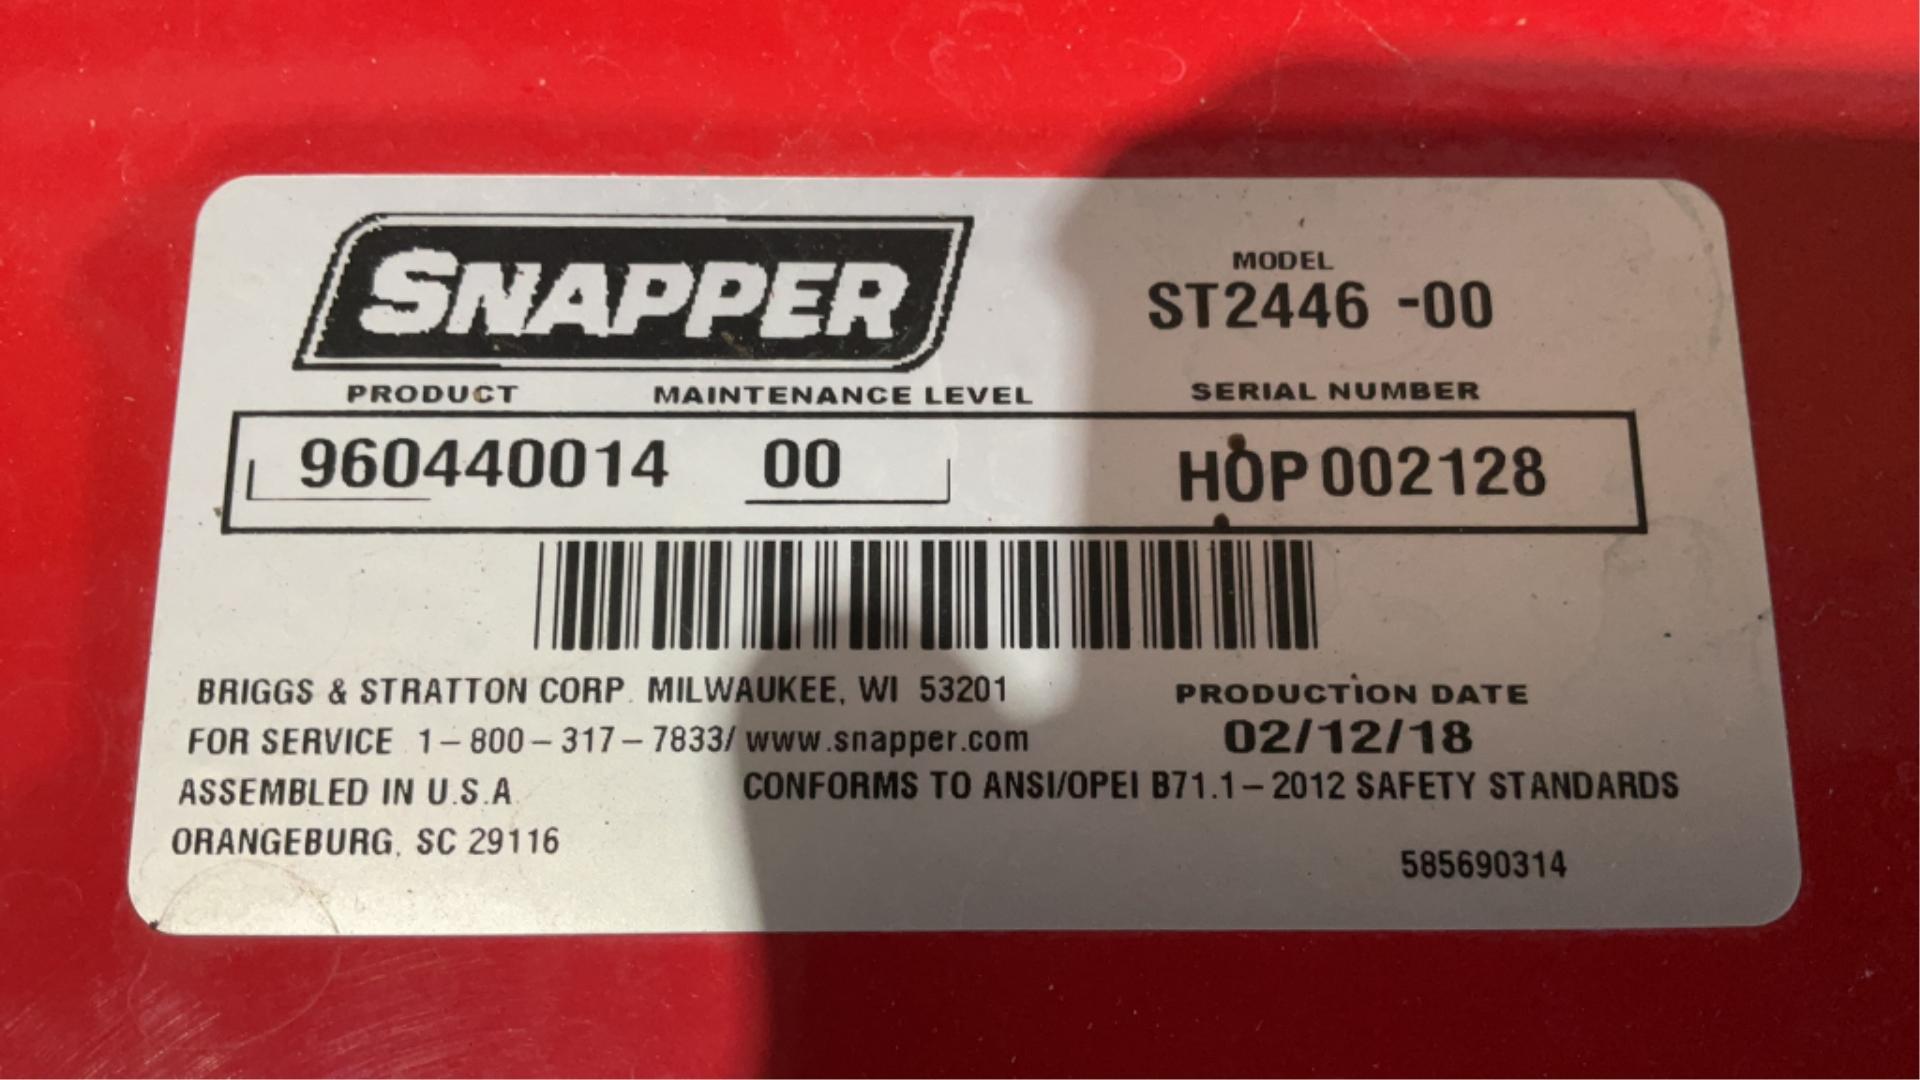 SNAPPER
MODEL
ST2446 -00
PRODUCT MAINTENANCE LEVEL SERIAL NUMBER
960440014 00 HOP 002128
BRIGGS & STRATTON CORP. MILWAUKEE, WI 53201
PRODUCTION DATE
FOR SERVICE 1-800-317-7833/ www.snapper.com
02/12/18
ASSEMBLED IN U.S.A.
CONFORMS TO ANSI/OPEI B71.1-2012 SAFETY STANDARDS
ORANGEBURG, SC 29116
585690314